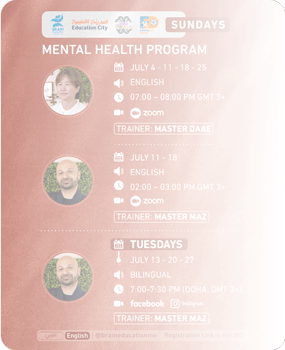 Education City
SUNDAYS
MENTAL HEALTH PROGRAM
JULY 4 - 11 - 18 - 25
ENGLISH
07:00 - 08:00 PM GMT 3+
zoom
TRAINER: MASTER DAAE
JULY 11 - 18
ENGLISH
02:00 - 03:00 PM GMT 3+
zoom
TRAINER: MASTER MAZ
TUESDAYS
JULY 13 - 20 - 27
BILINGUAL
7:00-7:30 PM (DOHA, GMT 3+)
facebook Instagram
TRAINER: MASTER MAZ
English